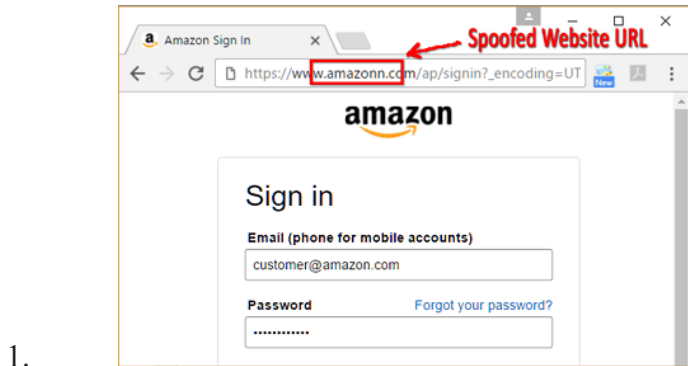 a Amazon Sign In
Spoofed Website URL
https://www.amazonn.com/ap/signin?_encoding=UT
New
amazon
Sign in
Email (phone for mobile accounts)
customer@amazon.com
Password Forgot your password?
............
1.